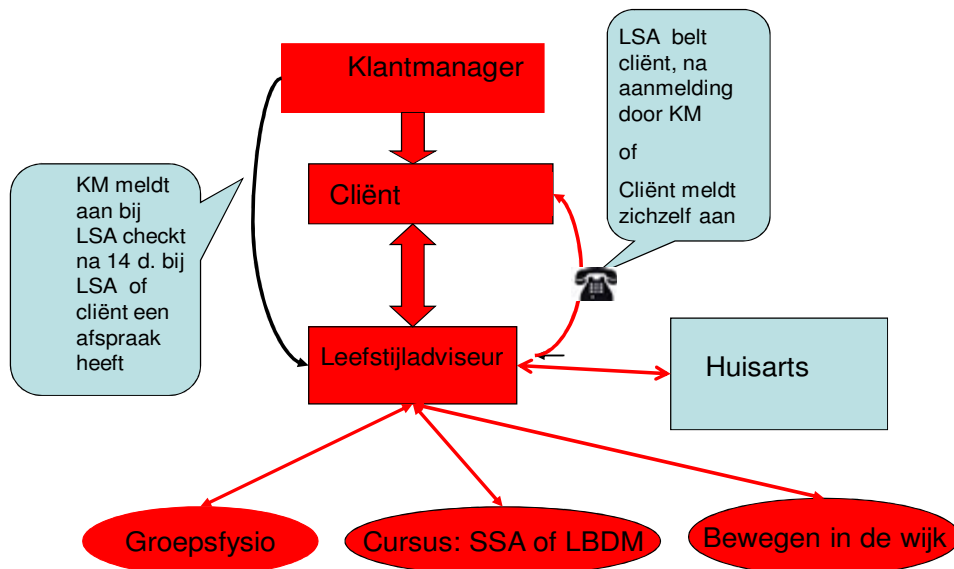 Klantmanager
LSA belt
cliënt, na
aanmelding
door KM
of
Cliënt meldt
zichzelf aan
KM meldt
aan bij
LSA checkt
na 14 d. bij
LSA of
cliënt een
afspraak
heeft
Cliënt
Leefstijladviseur
Huisarts
Groepsfysio
Cursus: SSA of LBDM
Bewegen in de wijk